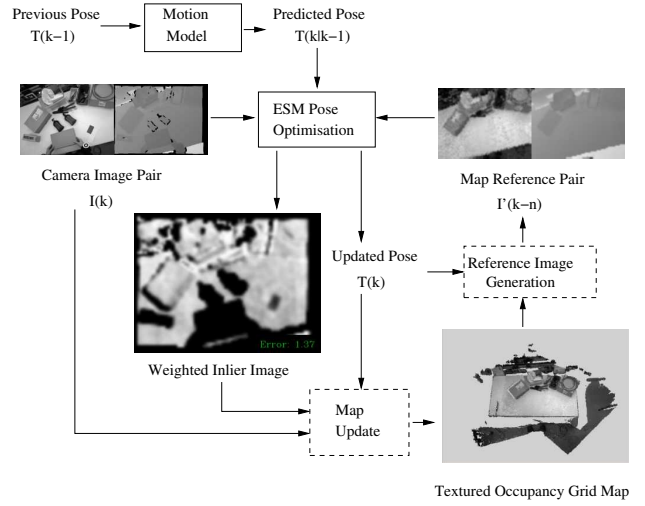 Previous Pose
T(k−1)
Motion
Model
Predicted Pose
T(k|k−1)
ESM Pose
Optimisation
Camera Image Pair
I(k)
Map Reference Pair
I'(k−n)
Updated Pose
T(k)
Reference Image
Generation
Error: 1.37
Weighted Inlier Image
Map
Update
Textured Occupancy Grid Map